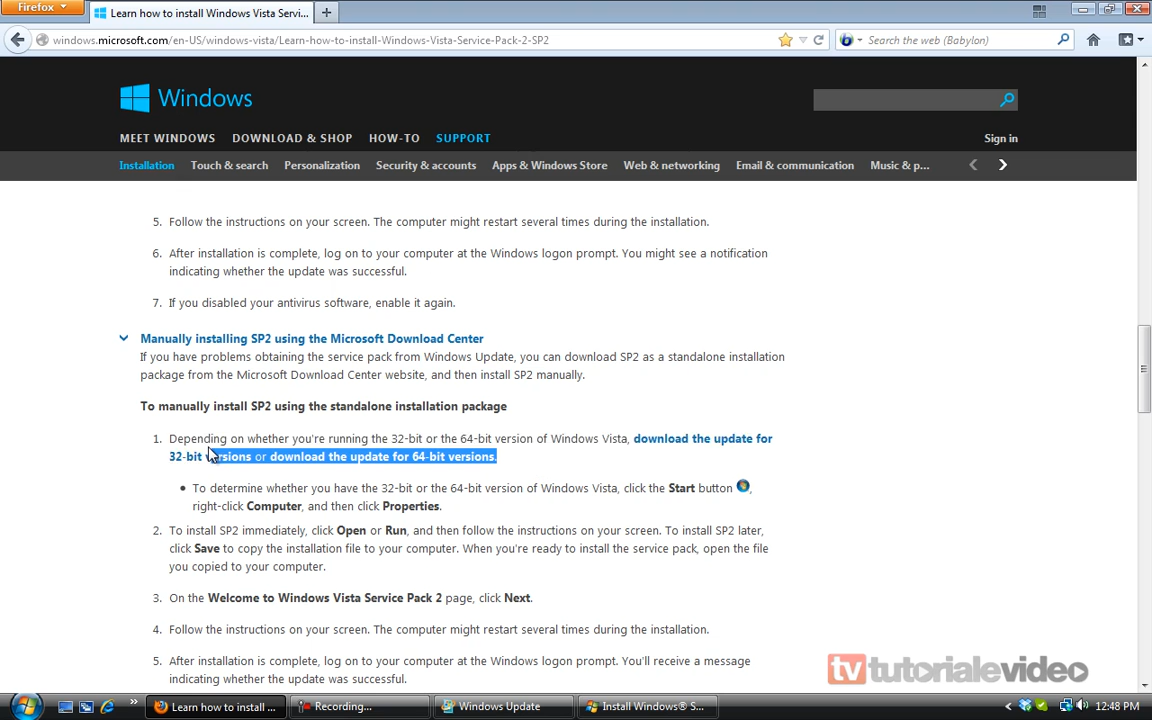 Firefox
Learn how to install Windows Vista Servi...
windows.microsoft.com/en-US/windows-vista/Learn-how-to-install-Windows-Vista-Service-Pack-2-SP2
Search the web (Babylon)
Windows
MEET WINDOWS DOWNLOAD & SHOP HOW-TO SUPPORT
Sign in
Installation Touch & search Personalization Security & accounts Apps & Windows Store Web & networking Email & communication Music & p...
5. Follow the instructions on your screen. The computer might restart several times during the installation.
6. After installation is complete, log on to your computer at the Windows logon prompt. You might see a notification
indicating whether the update was successful.
7. If you disabled your antivirus software, enable it again.
Manually installing SP2 using the Microsoft Download Center
If you have problems obtaining the service pack from Windows Update, you can download SP2 as a standalone installation
package from the Microsoft Download Center website, and then install SP2 manually.
To manually install SP2 using the standalone installation package
1. Depending on whether you're running the 32-bit or the 64-bit version of Windows Vista, download the update for
32-bit versions or download the update for 64-bit versions.
• To determine whether you have the 32-bit or the 64-bit version of Windows Vista, click the Start button ,
right-click Computer, and then click Properties.
2. To install SP2 immediately, click Open or Run, and then follow the instructions on your screen. To install SP2 later,
click Save to copy the installation file to your computer. When you're ready to install the service pack, open the file
you copied to your computer.
3. On the Welcome to Windows Vista Service Pack 2 page, click Next.
4. Follow the instructions on your screen. The computer might restart several times during the installation.
5. After installation is complete, log on to your computer at the Windows logon prompt. You'll receive a message
indicating whether the update was successful.
tv tutorialevideo
Learn how to install ... Recording... Windows Update Install Windows® S... 12:48 PM